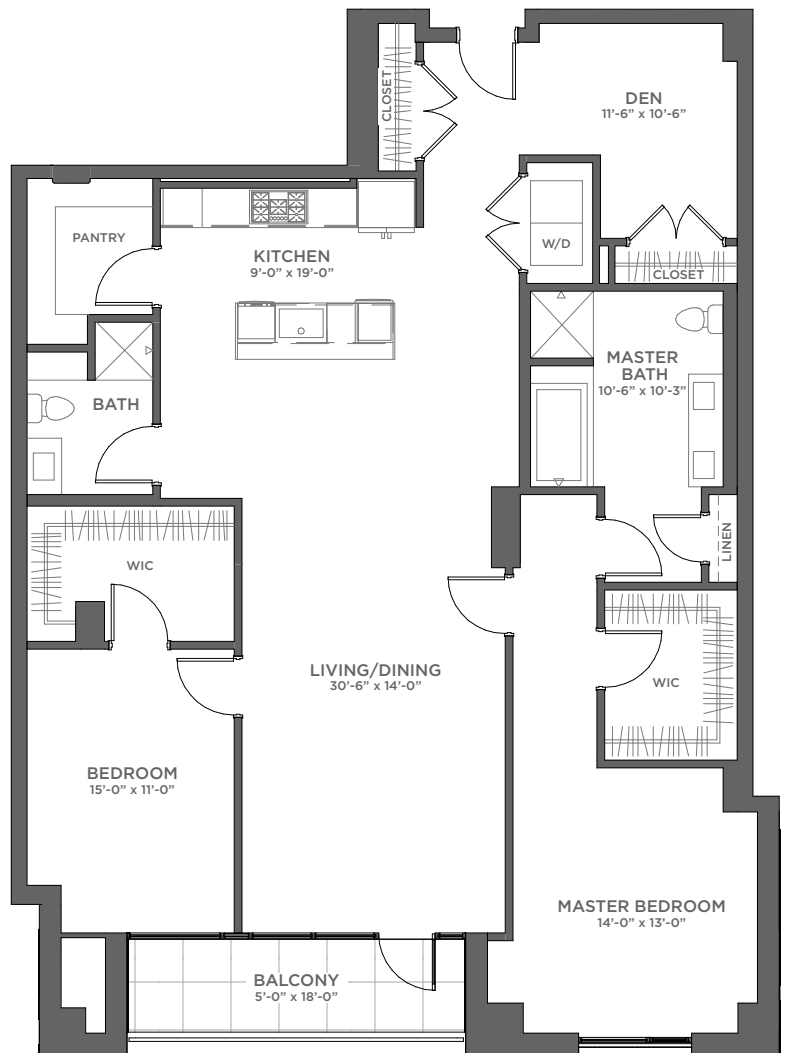 CLOSET
DEN
11'-6" x 10'-6"
PANTRY
KITCHEN
9'-0" x 19'-0"
W/D
CLOSET
MASTER
BATH
10'-6" x 10'-3"
BATH
LINEN
WIC
LIVING/DINING
30'-6" x 14'-0"
WIC
BEDROOM
15'-0" x 11'-0"
MASTER BEDROOM
14'-0" x 13'-0"
BALCONY
5'-0" x 18'-0"